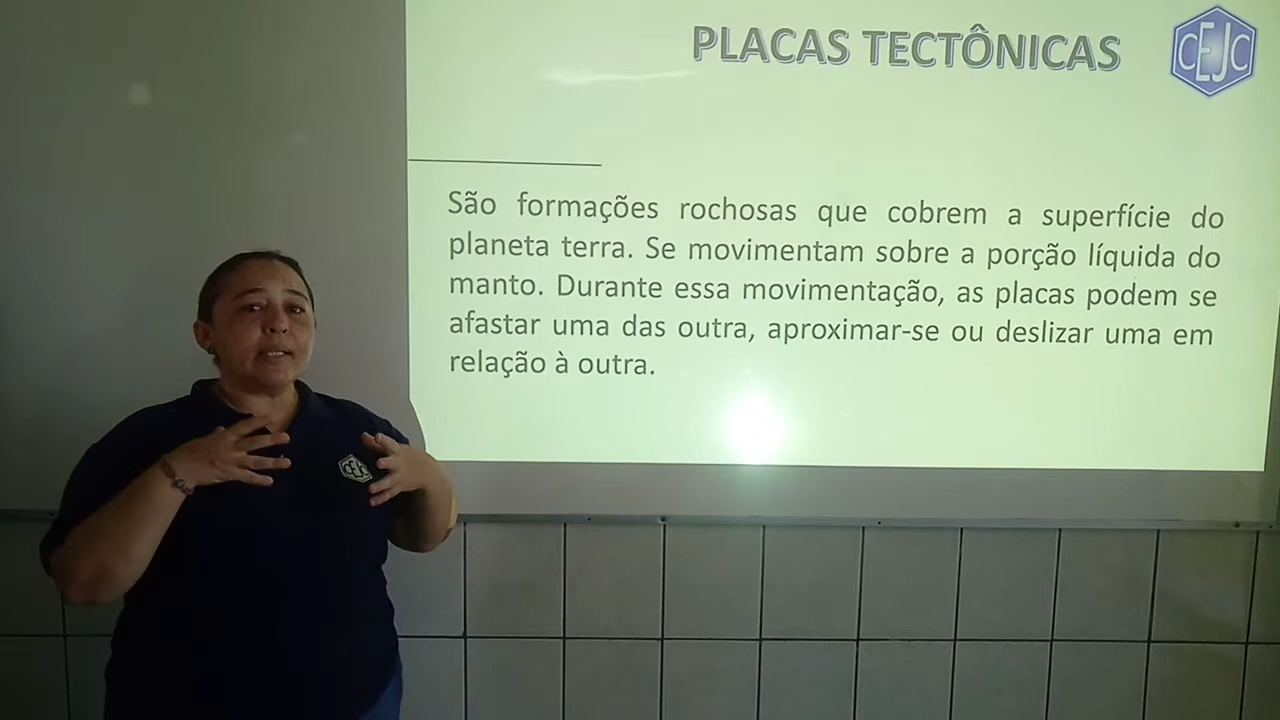 PLACAS TECTÔNICAS
CEJC
São formações rochosas que cobrem a superfície do
planeta terra. Se movimentam sobre a porção líquida do
manto. Durante essa movimentação, as placas podem se
afastar uma das outra, aproximar-se ou deslizar uma em
relação à outra.
CEJC